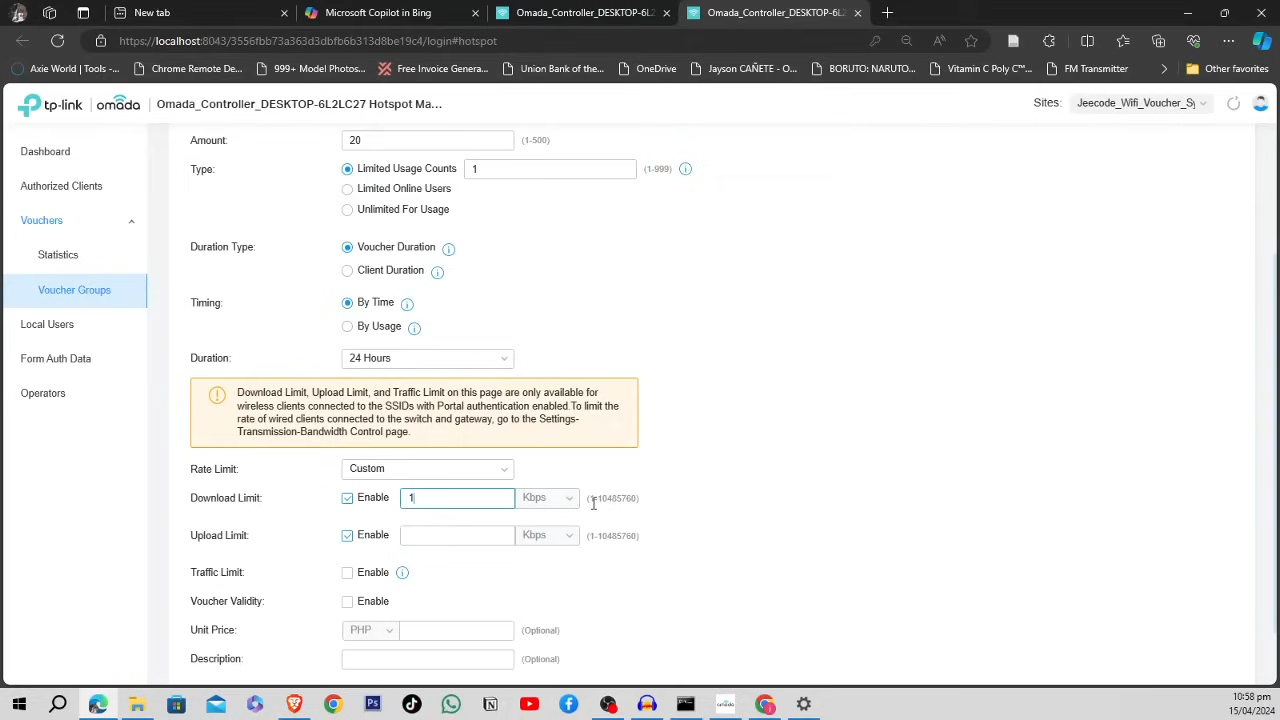 New tab
Microsoft Copilot in Bing
Omada_Controller_DESKTOP-6L2
Omada_Controller_DESKTOP-6L
https://localhost:8043/3556fbb73a363d3dbfb6b313d8be19c4/login#hotspot
Axie World | Tools -...
Chrome Remote De...
999+ Model Photos...
Free Invoice Genera...
Union Bank of the...
OneDrive
Jayson CAÑETE - O...
BORUTO: NARUTO...
Vitamin C Poly C™...
FM Transmitter
Other favorites
tp-link | omada
Omada_Controller_DESKTOP-6L2LC27 Hotspot Ma...
Sites: Jeecode_Wifi_Voucher_Sy
Dashboard
Authorized Clients
Vouchers
Statistics
Voucher Groups
Local Users
Form Auth Data
Operators
Amount: 20 (1-500)
Type: Limited Usage Counts 1 (1-999)
Limited Online Users
Unlimited For Usage
Duration Type: Voucher Duration
Client Duration
Timing: By Time
By Usage
Duration: 24 Hours
Download Limit, Upload Limit, and Traffic Limit on this page are only available for
wireless clients connected to the SSIDs with Portal authentication enabled.To limit the
rate of wired clients connected to the switch and gateway, go to the Settings-
Transmission-Bandwidth Control page.
Rate Limit: Custom
Download Limit: Enable 1 Kbps (1-10485760)
Upload Limit: Enable Kbps (1-10485760)
Traffic Limit: Enable
Voucher Validity: Enable
Unit Price: PHP (Optional)
Description: (Optional)
10:58 pm
15/04/2024